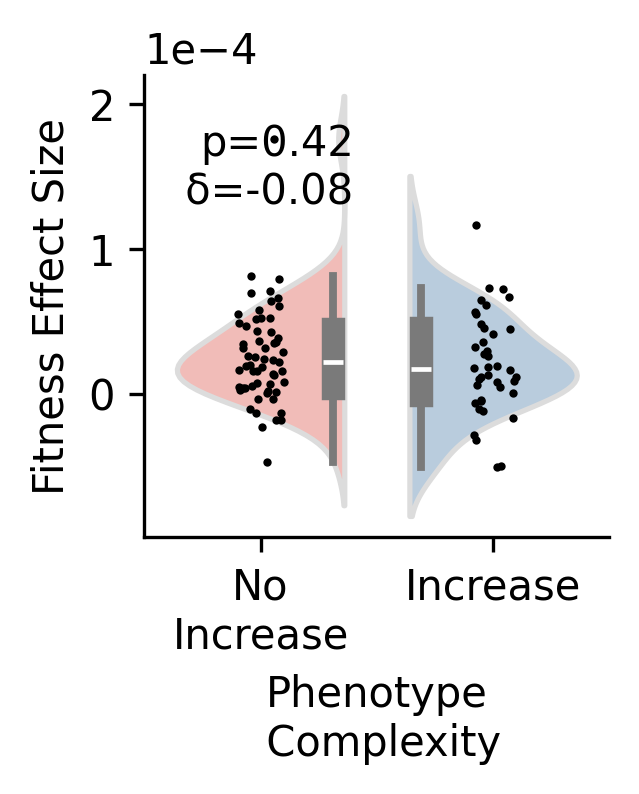 1e−4
2
p=0.42
δ=-0.08
1
0
Fitness Effect Size
No
Increase
Increase
Phenotype
Complexity